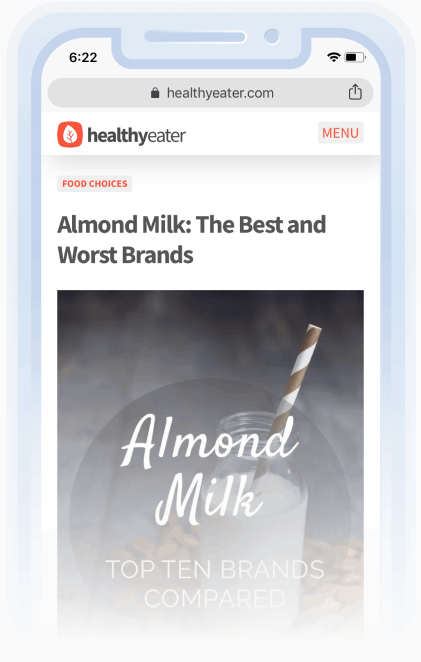 6:22
healthyeater.com
healthyeater
MENU
FOOD CHOICES
Almond Milk: The Best and
Worst Brands
Almond
Milk
TOP TEN BRANDS
COMPARED